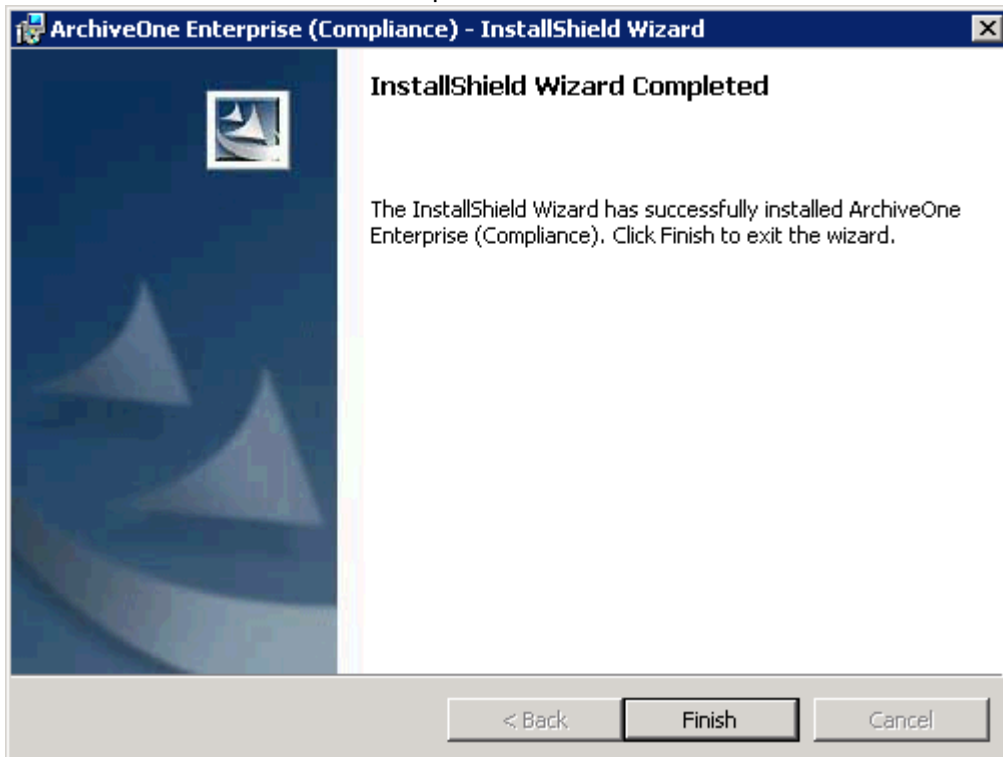 ArchiveOne Enterprise (Compliance) - InstallShield Wizard
InstallShield Wizard Completed
The InstallShield Wizard has successfully installed ArchiveOne
Enterprise (Compliance). Click Finish to exit the wizard.
< Back
Finish
Cancel